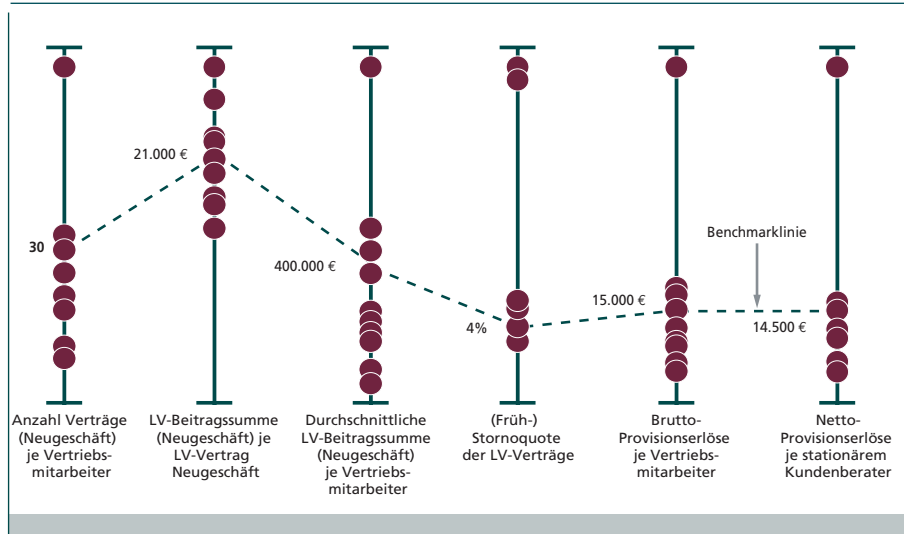 21.000 €
30
400.000 €
4%
15.000 €
Benchmarklinie
14.500 €
Anzahl Verträge
(Neugeschäft)
je Vertriebs-
mitarbeiter
LV-Beitragssumme
(Neugeschäft) je
LV-Vertrag
Neugeschäft
Durchschnittliche
LV-Beitragssumme
(Neugeschäft)
je Vertriebs-
mitarbeiter
(Früh-)
Stornoquote
der LV-Verträge
Brutto-
Provisionserlöse
je Vertriebs-
mitarbeiter
Netto-
Provisionserlöse
je stationärem
Kundenberater